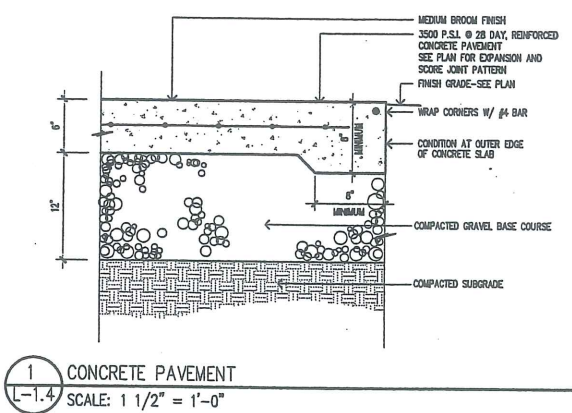 MEDIUM BROOM FINISH
3500 P.S.I. @ 28 DAY, REINFORCED
CONCRETE PAVEMENT
SEE PLAN FOR EXPANSION AND
SCORE JOINT PATTERN
FINISH GRADE-SEE PLAN
WRAP CORNERS W/ #4 BAR
CONDITION AT OUTER EDGE
OF CONCRETE SLAB
6"
MINIMUM
12"
MINIMUM
COMPACTED GRAVEL BASE COURSE
COMPACTED SUBGRADE
1
CONCRETE PAVEMENT
L-1.4
SCALE: 1 1/2" = 1'-0"